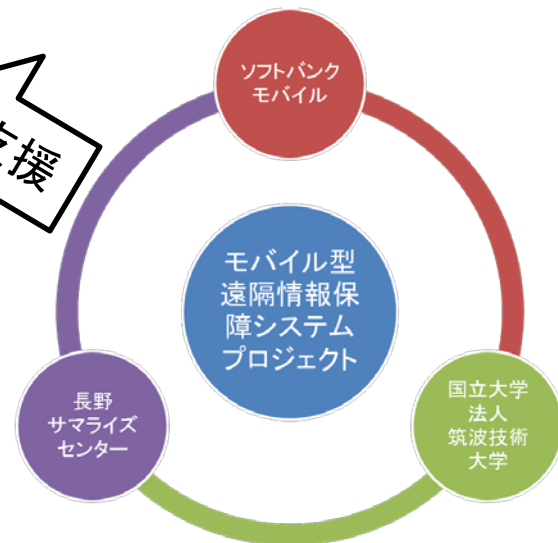 ソフトバンク
モバイル
支援
モバイル型
遠隔情報保
障システム
プロジェクト
長野
サマライズ
センター
国立大学
法人
筑波技術
大学